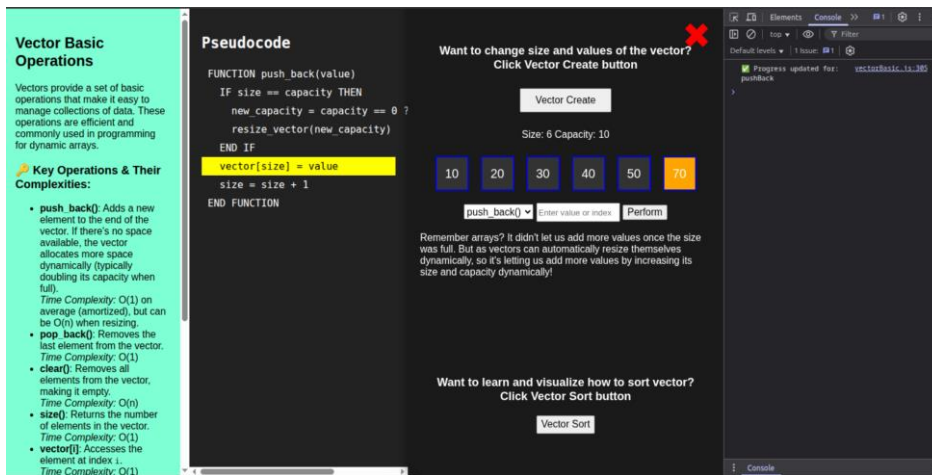 Vector Basic
Operations
Vectors provide a set of basic
operations that make it easy to
manage collections of data. These
operations are efficient and
commonly used in programming
for dynamic arrays.
🔑 Key Operations & Their
Complexities:
• push_back(): Adds a new
element to the end of the
vector. If there's no space
available, the vector
allocates more space
dynamically (typically
doubling its capacity when
full).
Time Complexity: O(1) on
average (amortized), but can
be O(n) when resizing.
• pop_back(): Removes the
last element from the vector.
Time Complexity: O(1)
• clear(): Removes all
elements from the vector,
making it empty.
Time Complexity: O(n)
• size(): Returns the number
of elements in the vector.
Time Complexity: O(1)
• vector[i]: Accesses the
element at index i.
Time Complexity: O(1)
Pseudocode
FUNCTION push_back(value)
IF size == capacity THEN
new_capacity = capacity == 0 ?
resize_vector(new_capacity)
END IF
vector[size] = value
size = size + 1
END FUNCTION
Want to change size and values of the vector?
Click Vector Create button
Vector Create
Size: 6 Capacity: 10
10 20 30 40 50 70
push_back() Enter value or index Perform
Remember arrays? It didn't let us add more values once the size
was full. But as vectors can automatically resize themselves
dynamically, so it's letting us add more values by increasing its
size and capacity dynamically!
Want to learn and visualize how to sort vector?
Click Vector Sort button
Vector Sort
Elements Console >> 1
top Filter
Default levels 1 Issue: 1
✅ Progress updated for: vectorBasic.js:305
pushBack
>
Console